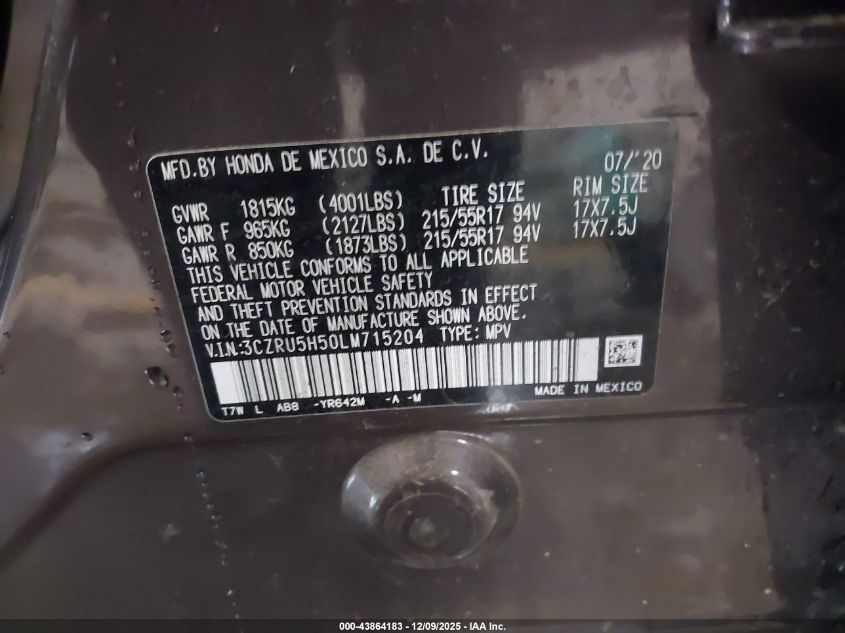 MFD.BY HONDA DE MEXICO S.A. DE C.V. 07/'20
TIRE SIZE RIM SIZE
GVWR 1815KG (4001LBS)
GAWR F 965KG (2127LBS) 215/55R17 94V 17X7.5J
GAWR R 850KG (1873LBS) 215/55R17 94V 17X7.5J
THIS VEHICLE CONFORMS TO ALL APPLICABLE
FEDERAL MOTOR VEHICLE SAFETY
AND THEFT PREVENTION STANDARDS IN EFFECT
ON THE DATE OF MANUFACTURE SHOWN ABOVE.
V.I.N:3CZRU5H50LM715204 TYPE: MPV
T7W L AB8 -YR642M -A -M MADE IN MEXICO
000-43864183 - 12/09/2025 - IAA Inc.